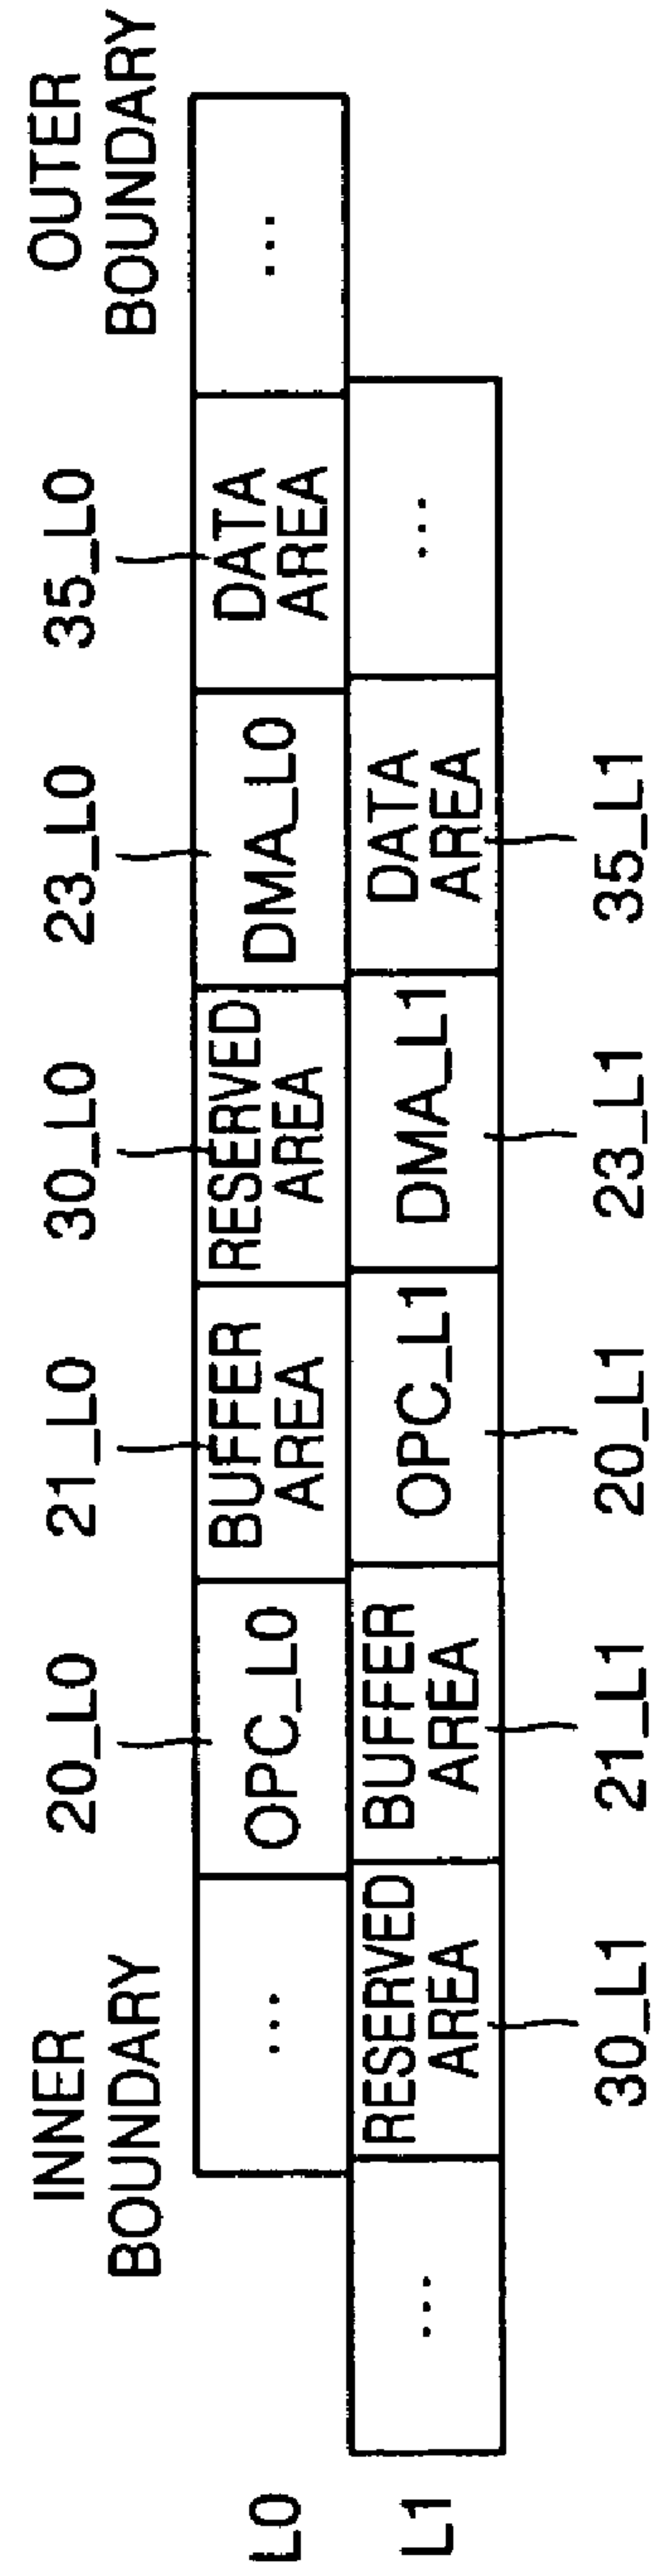 INNER
BOUNDARY
OUTER
BOUNDARY
20_L0
21_L0
30_L0
23_L0
35_L0
L0
...
OPC_L0
BUFFER
AREA
RESERVED
AREA
DMA_L0
DATA
AREA
...
L1
...
RESERVED
AREA
BUFFER
AREA
OPC_L1
DMA_L1
DATA
AREA
...
30_L1
21_L1
20_L1
23_L1
35_L1